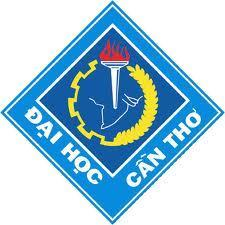 ĐẠI HỌC
CẦN THƠ